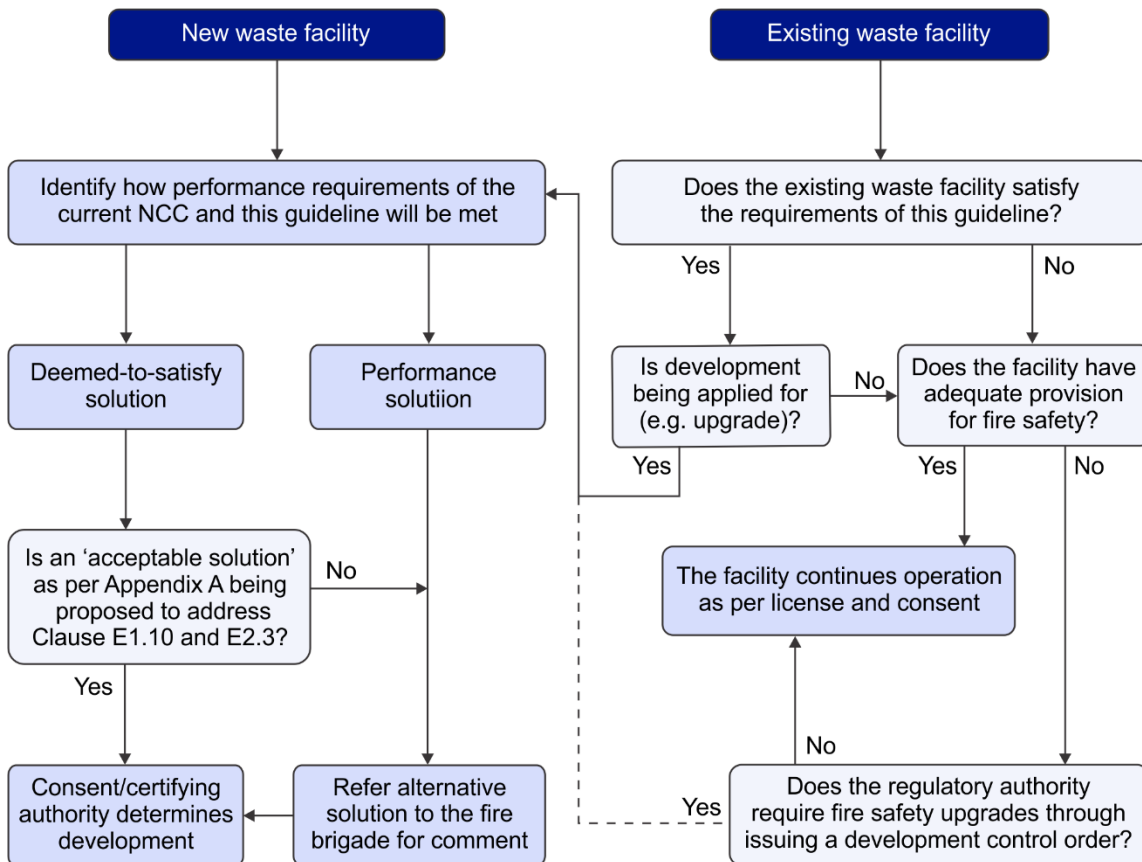 New waste facility
Existing waste facility
Identify how performance requirements of the
current NCC and this guideline will be met
Does the existing waste facility satisfy
the requirements of this guideline?
Yes
No
Deemed-to-satisfy
solution
Performance
solutiion
Is development
being applied for
(e.g. upgrade)?
No
Does the facility have
adequate provision
for fire safety?
Yes
Yes
No
Is an ‘acceptable solution’
as per Appendix A being
proposed to address
Clause E1.10 and E2.3?
No
The facility continues operation
as per license and consent
Yes
No
Consent/certifying
authority determines
development
Refer alternative
solution to the fire
brigade for comment
Yes
Does the regulatory authority
require fire safety upgrades through
issuing a development control order?